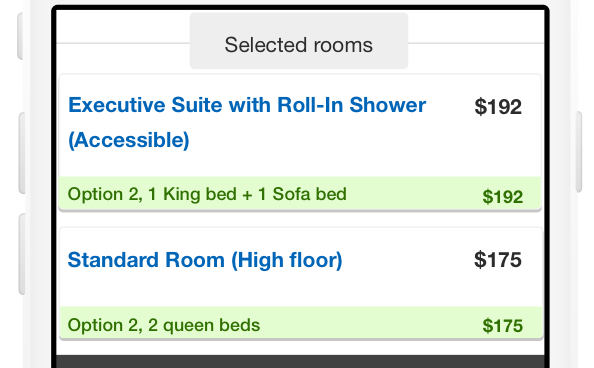 Selected rooms
Executive Suite with Roll-In Shower $192
(Accessible)
Option 2, 1 King bed + 1 Sofa bed $192
Standard Room (High floor) $175
Option 2, 2 queen beds $175